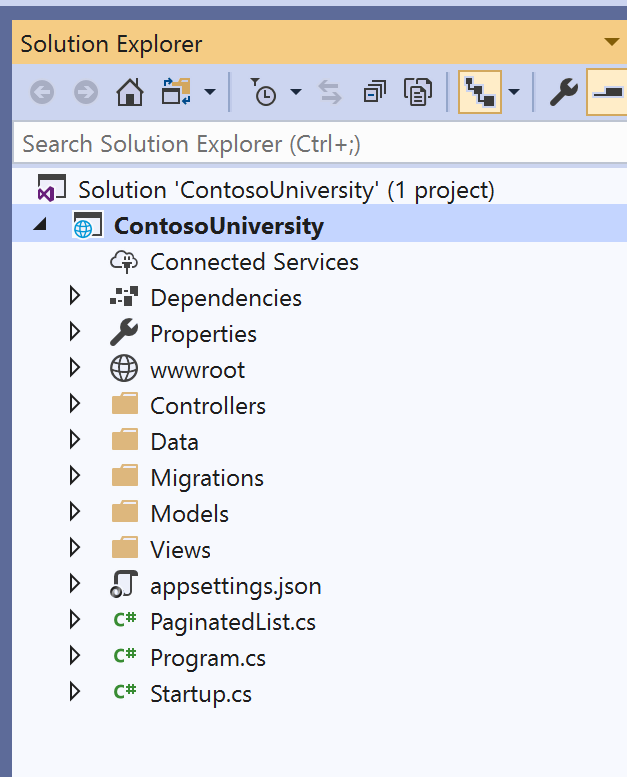 Solution Explorer
Search Solution Explorer (Ctrl+;)
Solution 'ContosoUniversity' (1 project)
ContosoUniversity
Connected Services
Dependencies
Properties
wwwroot
Controllers
Data
Migrations
Models
Views
appsettings.json
C# PaginatedList.cs
C# Program.cs
C# Startup.cs